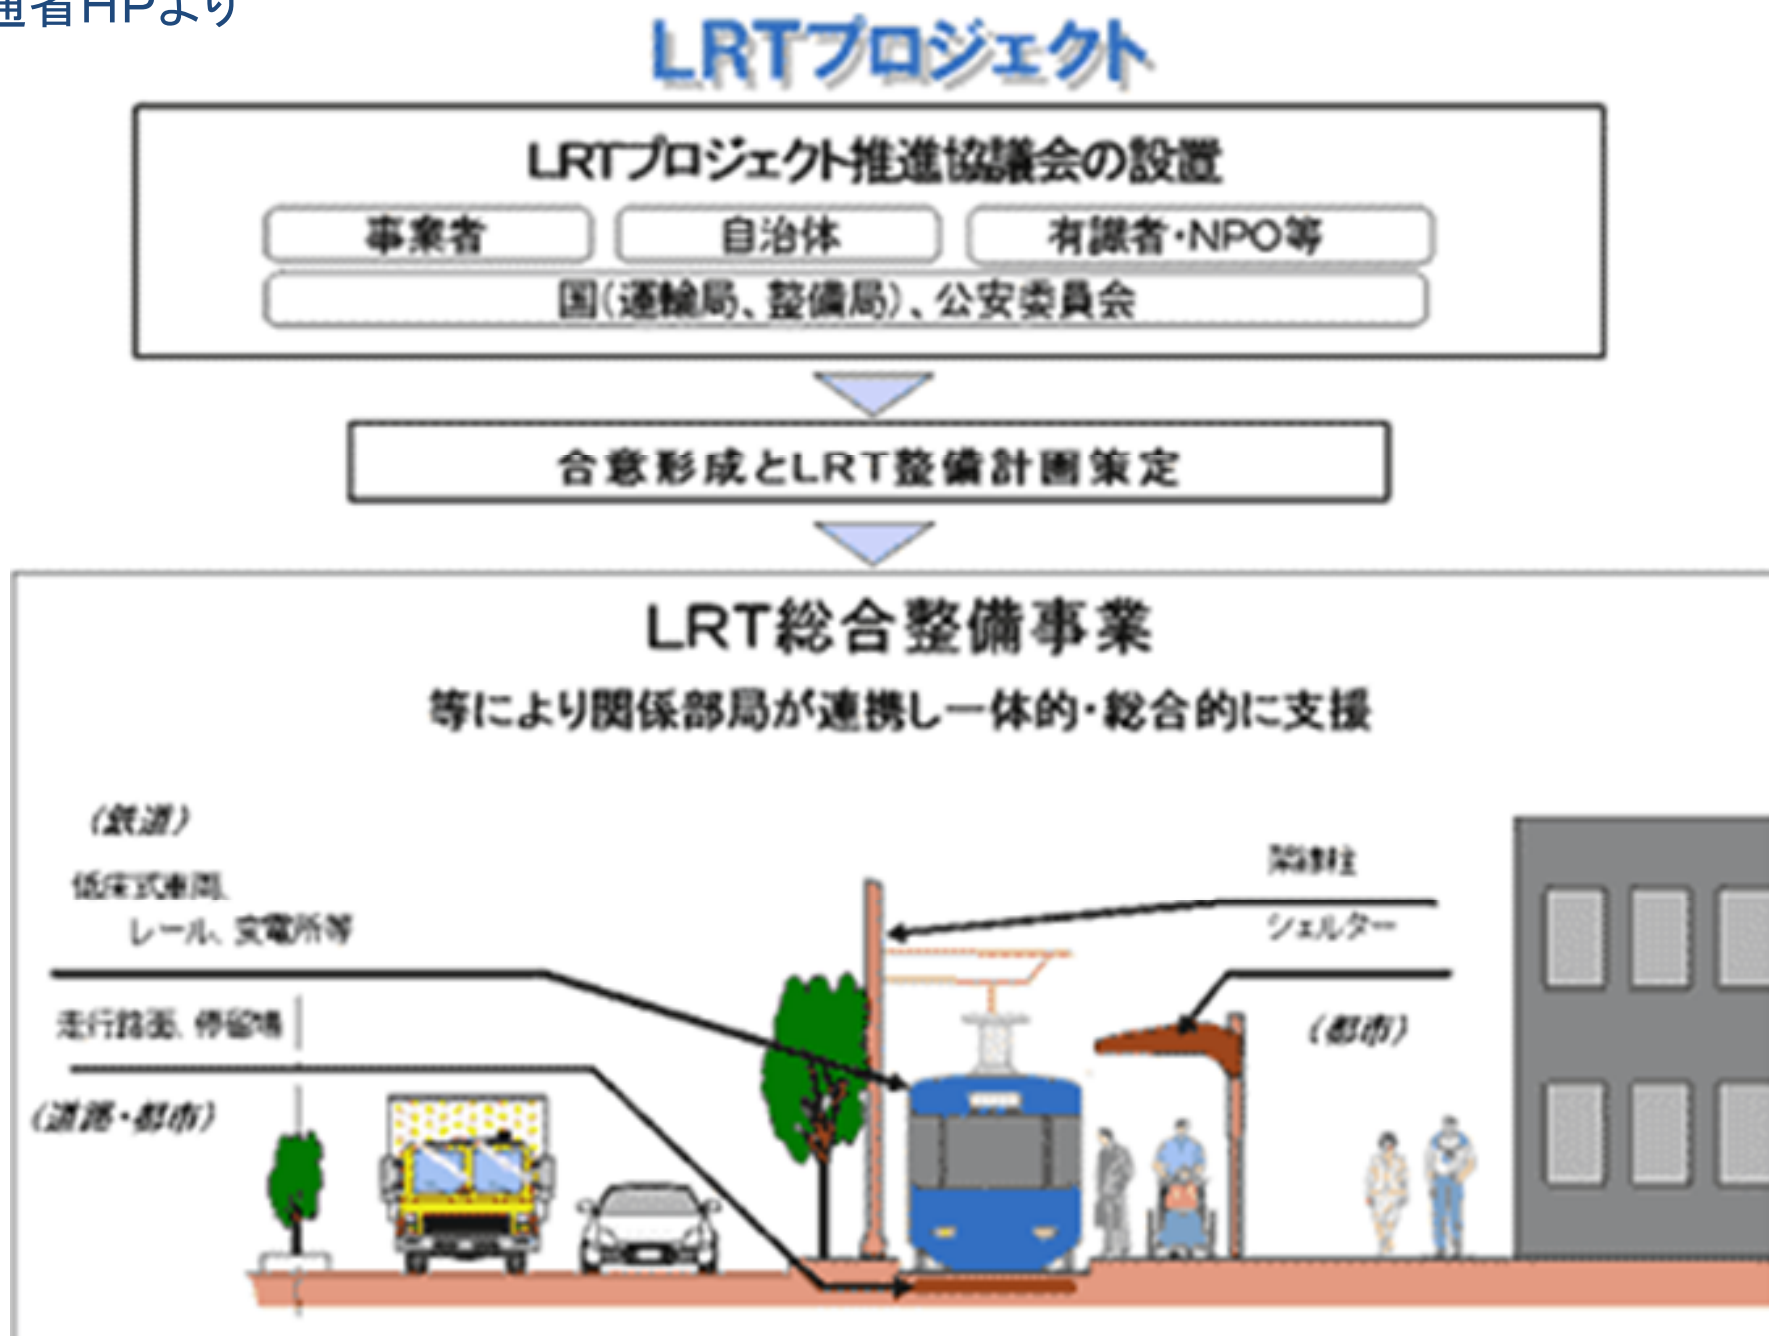 通省HPより
LRTプロジェクト
LRTプロジェクト推進協議会の設置
事業者
自治体
有識者・NPO等
国(運輸局、整備局)、公安委員会
合意形成とLRT整備計画策定
LRT総合整備事業
等により関係部局が連携し一体的・総合的に支援
(鉄道)
低床式車両、
レール、変電所等
走行路面、停留場
(道路・都市)
架線柱
シェルター
(都市)